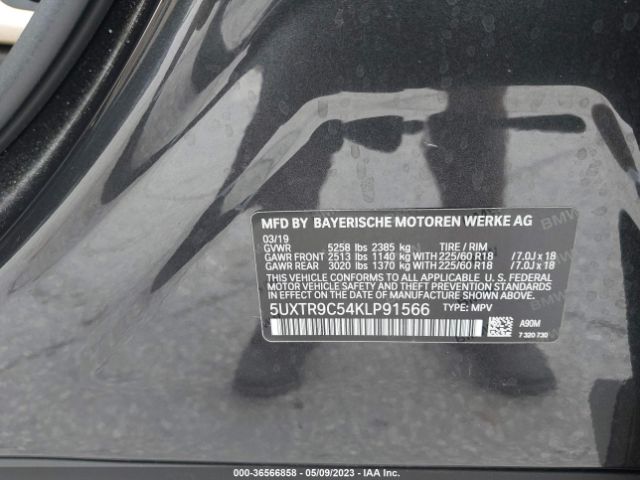 MFD BY BAYERISCHE MOTOREN WERKE AG
03/19
GVWR 5258 lbs 2385 kg TIRE / RIM
GAWR FRONT 2513 lbs 1140 kg WITH 225/60 R18 /7.0J x 18
GAWR REAR 3020 lbs 1370 kg WITH 225/60 R18 /7.0J x 18
THIS VEHICLE CONFORMS TO ALL APPLICABLE U. S. FEDERAL
MOTOR VEHICLE SAFETY STANDARDS IN EFFECT
ON THE DATE OF MANUFACTURE SHOWN ABOVE.
5UXTR9C54KLP91566 TYPE: MPV
A90M
7 320 730
000-36566858 - 05/09/2023 - IAA Inc.